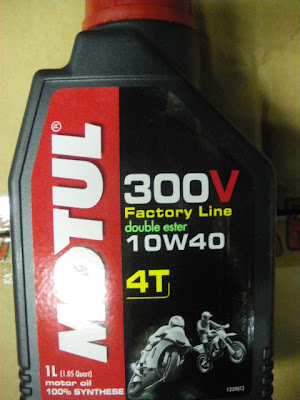 MOTUL®
300V
Factory Line
double ester
10W40
4T
1L (1.05 Quart)
motor oil
100% SYNTHESE